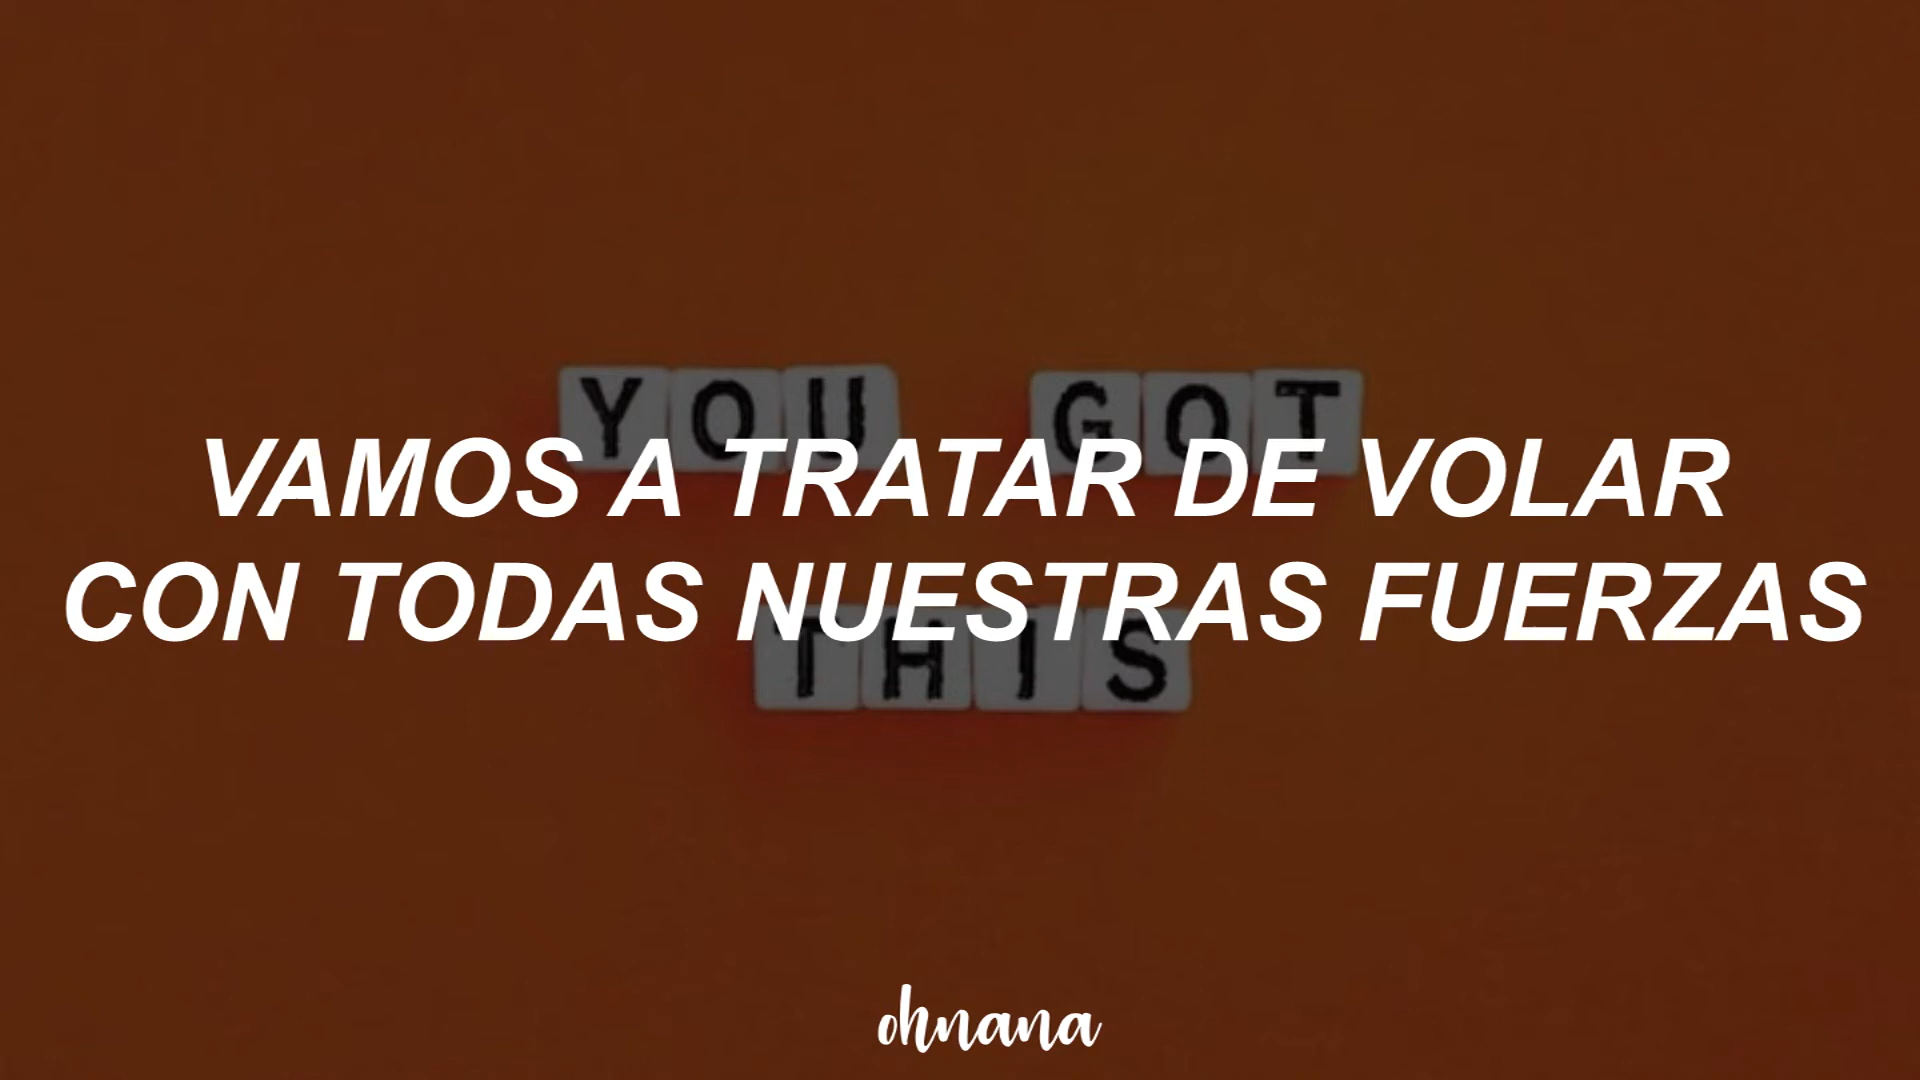 YOU GOT
VAMOS A TRATAR DE VOLAR
CON TODAS NUESTRAS FUERZAS
THIS
ohnana